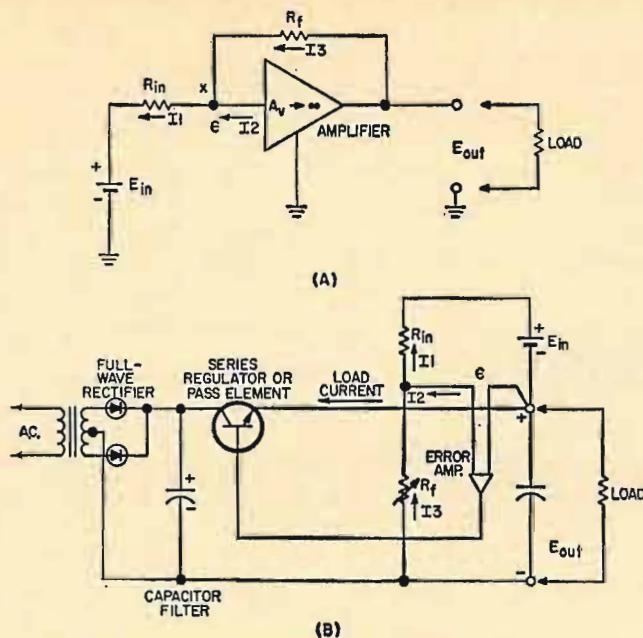 Rf
I3
Rin
x
I1
ϵ
I2
Av → ∞
AMPLIFIER
+
-
Ein
Eout
LOAD
(A)
+
-
Ein
Rin
I1
ϵ
FULL-
WAVE
RECTIFIER
SERIES
REGULATOR OR
PASS ELEMENT
LOAD
CURRENT
I2
+
A.C.
+
-
ERROR
AMP.
Rf
I3
LOAD
Eout
-
CAPACITOR
FILTER
(B)